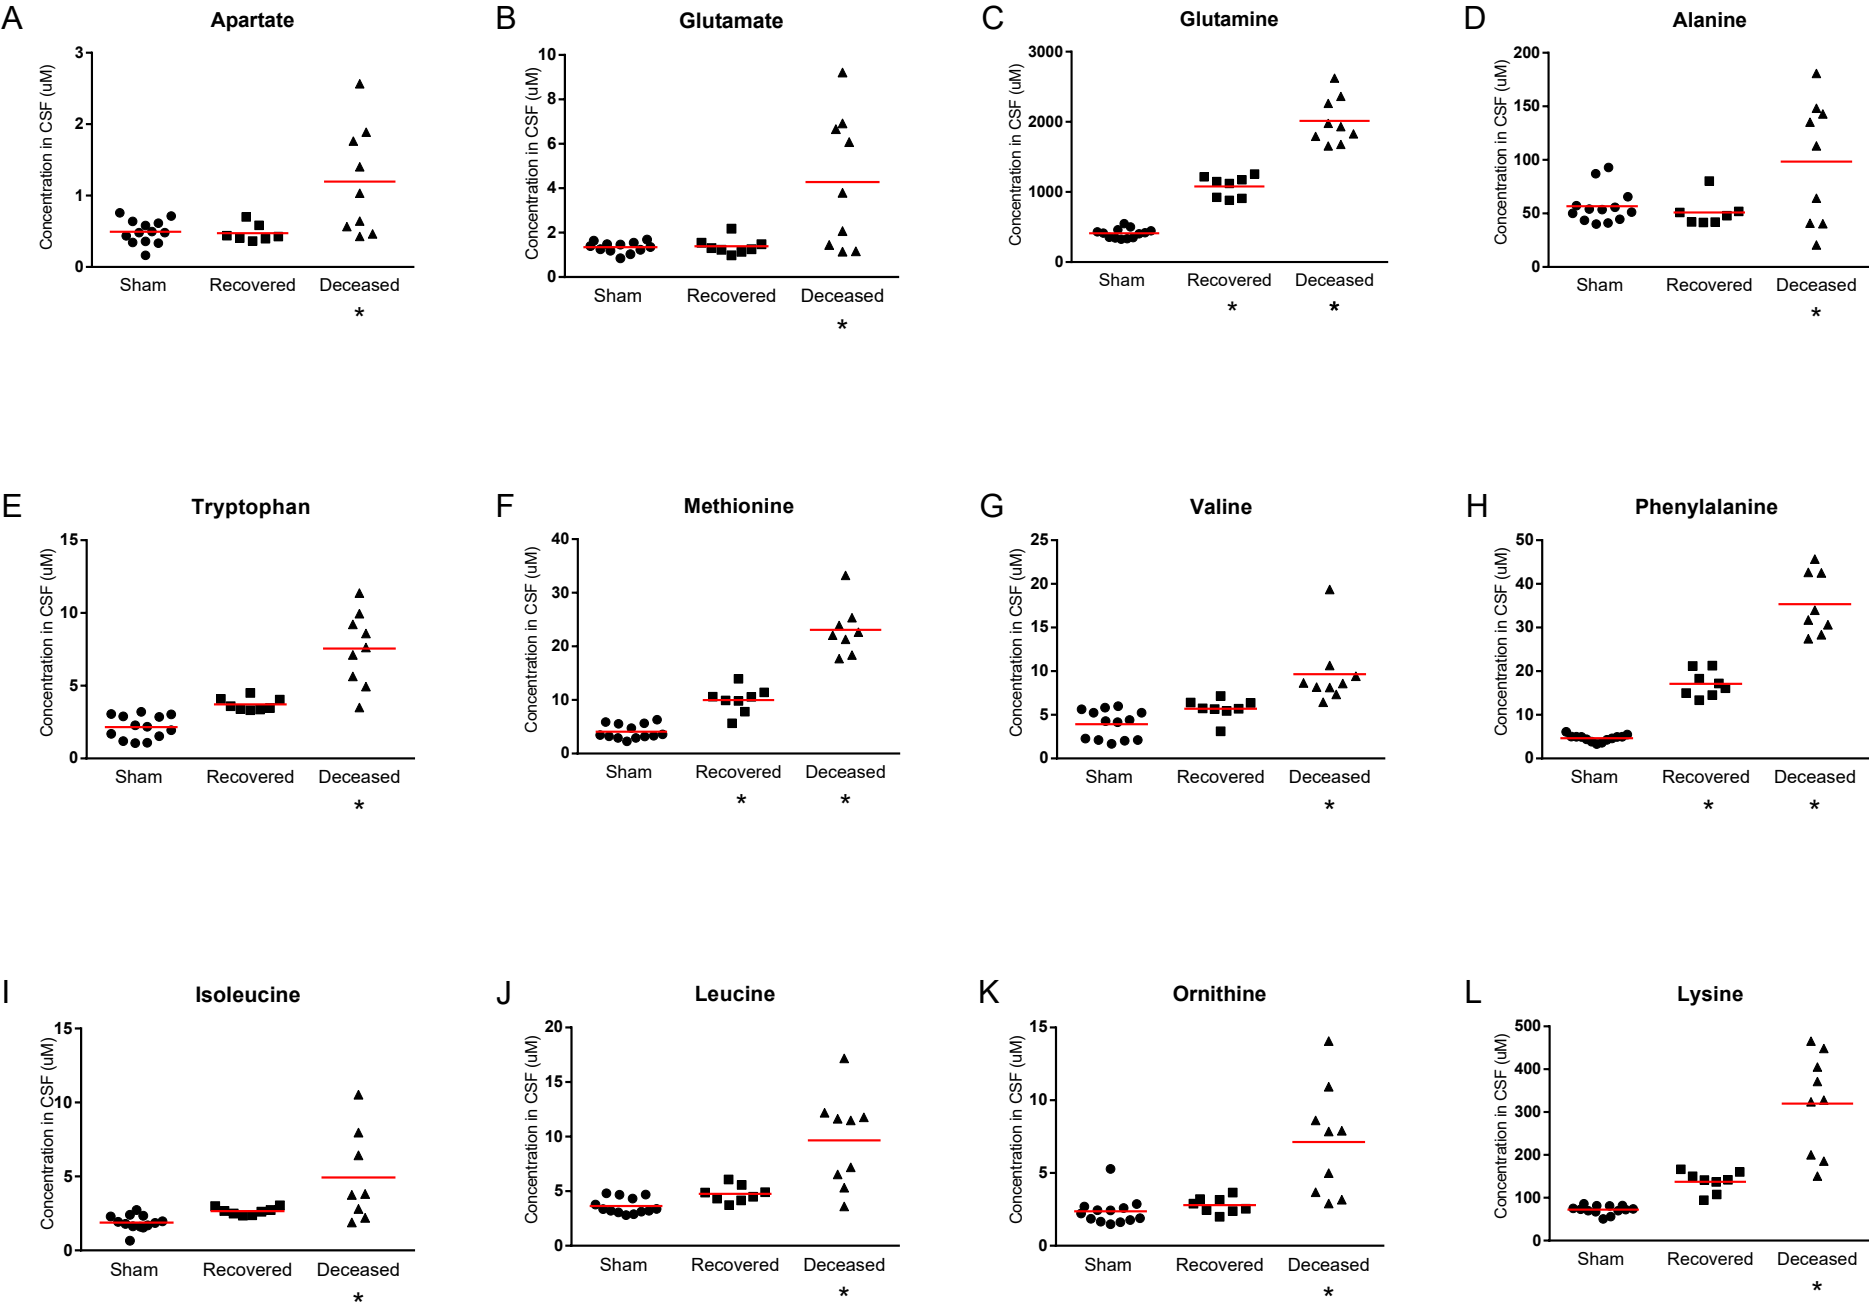 A
Apartate
Concentration in CSF (uM)
3
2
1
0
Sham Recovered Deceased
*
B
Glutamate
Concentration in CSF (uM)
10
8
6
4
2
0
Sham Recovered Deceased
*
C
Glutamine
Concentration in CSF (uM)
3000
2000
1000
0
Sham Recovered Deceased
* *
D
Alanine
Concentration in CSF (uM)
200
150
100
50
0
Sham Recovered Deceased
*
E
Tryptophan
Concentration in CSF (uM)
15
10
5
0
Sham Recovered Deceased
*
F
Methionine
Concentration in CSF (uM)
40
30
20
10
0
Sham Recovered Deceased
* *
G
Valine
Concentration in CSF (uM)
25
20
15
10
5
0
Sham Recovered Deceased
*
H
Phenylalanine
Concentration in CSF (uM)
50
40
30
20
10
0
Sham Recovered Deceased
* *
I
Isoleucine
Concentration in CSF (uM)
15
10
5
0
Sham Recovered Deceased
*
J
Leucine
Concentration in CSF (uM)
20
15
10
5
0
Sham Recovered Deceased
*
K
Ornithine
Concentration in CSF (uM)
15
10
5
0
Sham Recovered Deceased
*
L
Lysine
Concentration in CSF (uM)
500
400
300
200
100
0
Sham Recovered Deceased
*